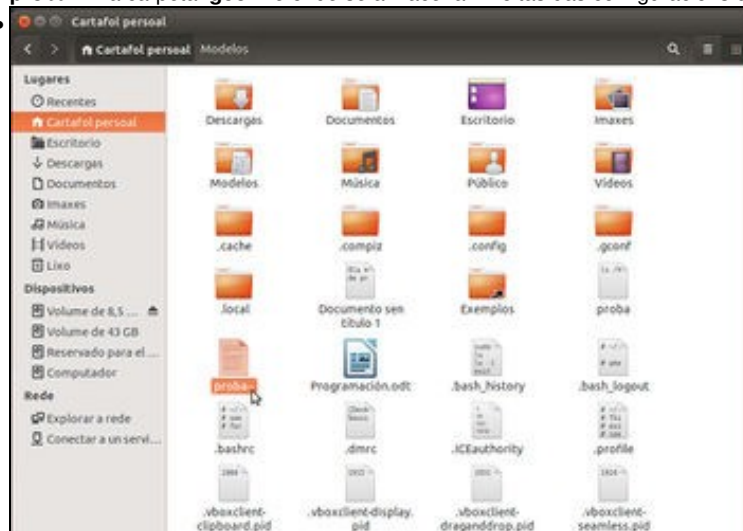 Cartafol persoal
Cartafol persoal Modelos
Lugares
Recentes
Cartafol persoal
Escritorio
Descargas
Documentos
Imaxes
Música
Vídeos
Lixo
Dispositivos
Volume de 8,5 ...
Volume de 43 GB
Reservado para el ...
Computador
Rede
Explorar a rede
Conectar a un servi...
Descargas Documentos Escritorio Imaxes
Modelos Música Público Vídeos
.cache .compiz .config .gconf
.local Documento sen título 1 Exemplos proba
proba~ Programación.odt .bash_history .bash_logout
.bashrc .dmrc .ICEauthority .profile
.vboxclient-clipboard.pid .vboxclient-display.pid .vboxclient-draganddrop.pid .vboxclient-seamless.pid